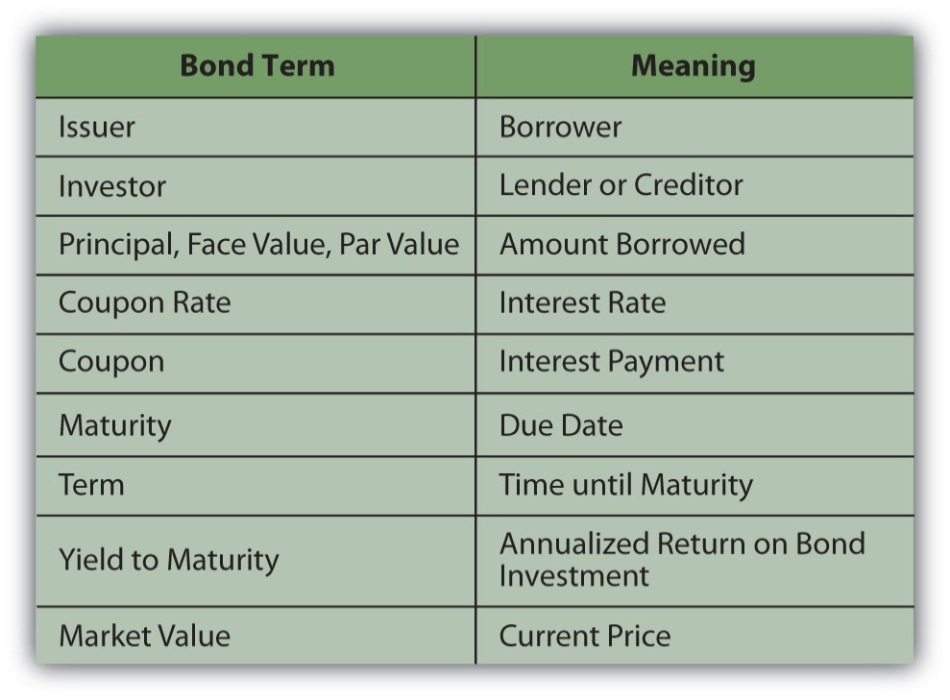 Bond Term Meaning
Issuer Borrower
Investor Lender or Creditor
Principal, Face Value, Par Value Amount Borrowed
Coupon Rate Interest Rate
Coupon Interest Payment
Maturity Due Date
Term Time until Maturity
Yield to Maturity Annualized Return on Bond
Investment
Market Value Current Price